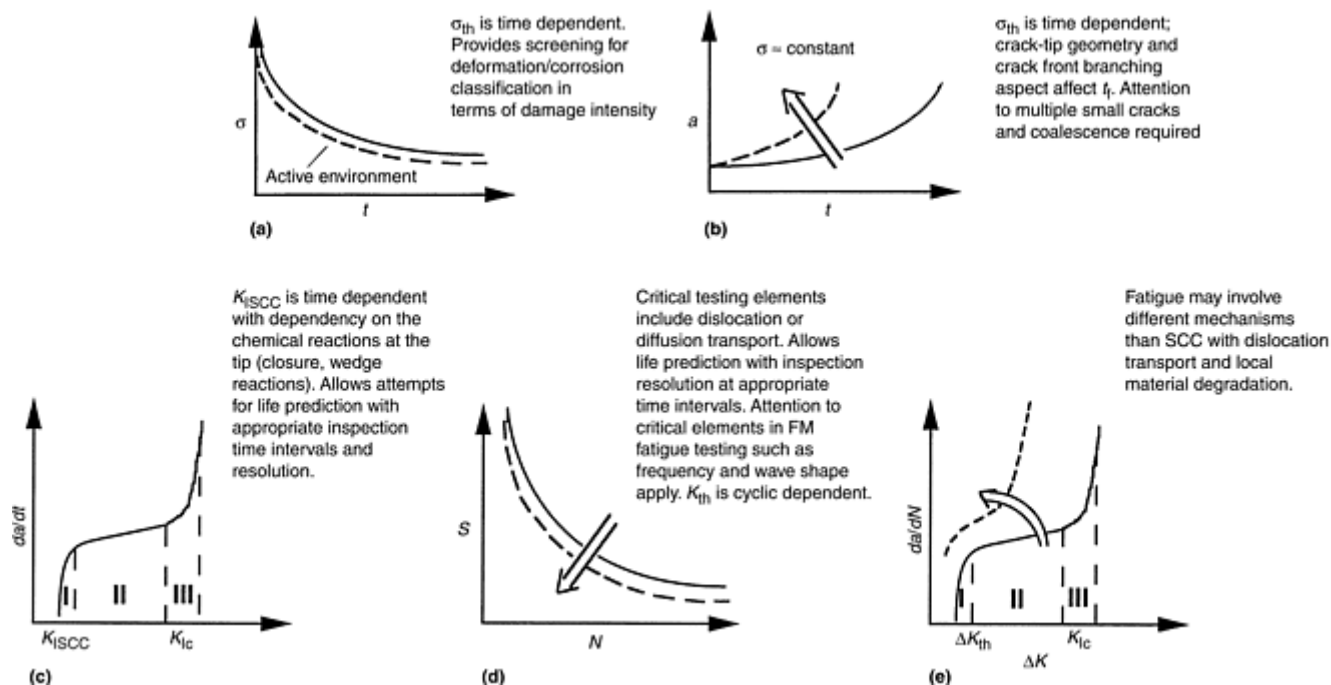 σth is time dependent.
Provides screening for
deformation/corrosion
classification in
terms of damage intensity
σ
Active environment
t
(a)
σ = constant
a
t
(b)
σth is time dependent;
crack-tip geometry and
crack front branching
aspect affect tf. Attention
to multiple small cracks
and coalescence required
KISCC is time dependent
with dependency on the
chemical reactions at the
tip (closure, wedge
reactions). Allows attempts
for life prediction with
appropriate inspection
time intervals and
resolution.
da/dt
I II III
KISCC KIc
(c)
Critical testing elements
include dislocation or
diffusion transport. Allows
life prediction with inspection
resolution at appropriate
time intervals. Attention to
critical elements in FM
fatigue testing such as
frequency and wave shape
apply. Kth is cyclic dependent.
S
N
(d)
Fatigue may involve
different mechanisms
than SCC with dislocation
transport and local
material degradation.
da/dN
I II III
ΔKth KIc
ΔK
(e)